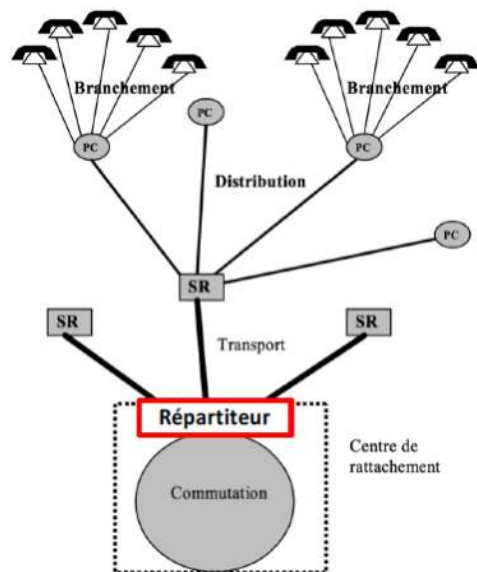 Branchement
Branchement
PC
PC
PC
Distribution
PC
SR
SR
Transport
SR
Répartiteur
Centre de
rattachement
Commutation